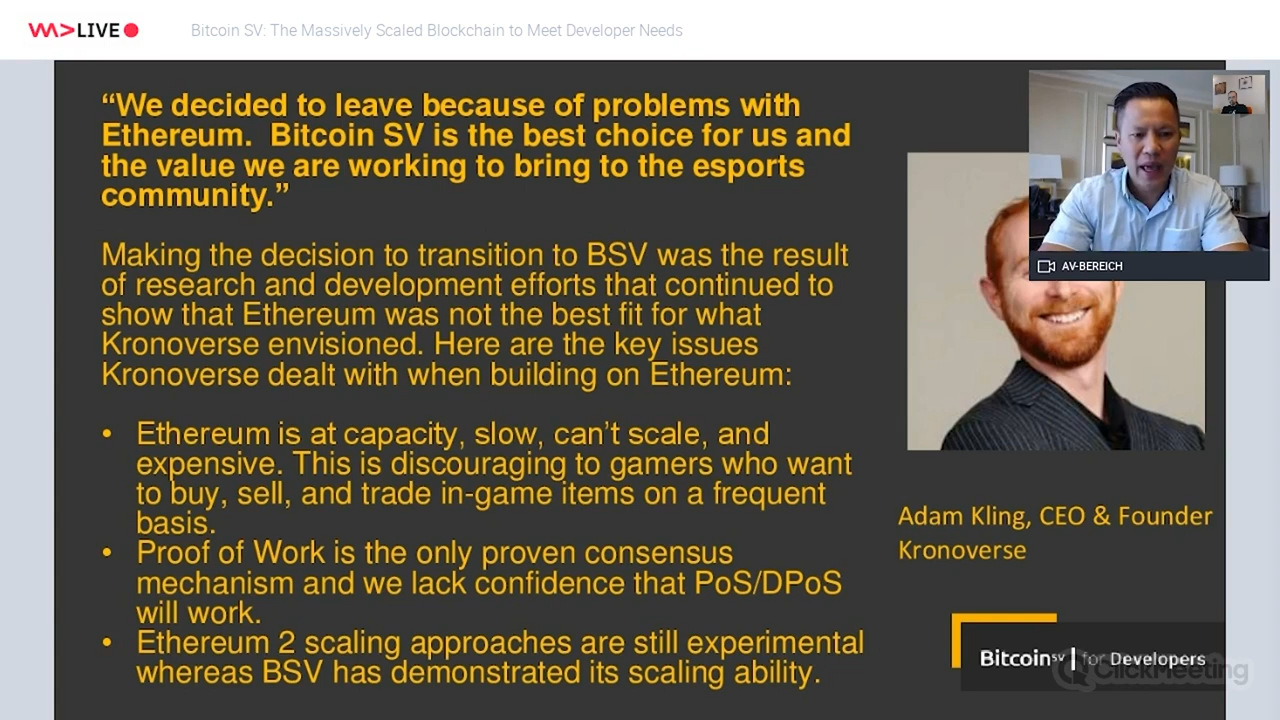 VM>LIVE
Bitcoin SV: The Massively Scaled Blockchain to Meet Developer Needs
“We decided to leave because of problems with
Ethereum.  Bitcoin SV is the best choice for us and
the value we are working to bring to the esports
community.”
Making the decision to transition to BSV was the result
of research and development efforts that continued to
show that Ethereum was not the best fit for what
Kronoverse envisioned. Here are the key issues
Kronoverse dealt with when building on Ethereum:
• Ethereum is at capacity, slow, can’t scale, and
expensive. This is discouraging to gamers who want
to buy, sell, and trade in-game items on a frequent
basis.
• Proof of Work is the only proven consensus
mechanism and we lack confidence that PoS/DPoS
will work.
• Ethereum 2 scaling approaches are still experimental
whereas BSV has demonstrated its scaling ability.
AV-BEREICH
Adam Kling, CEO & Founder
Kronoverse
Bitcoin SV | for Developers
ClickMeeting